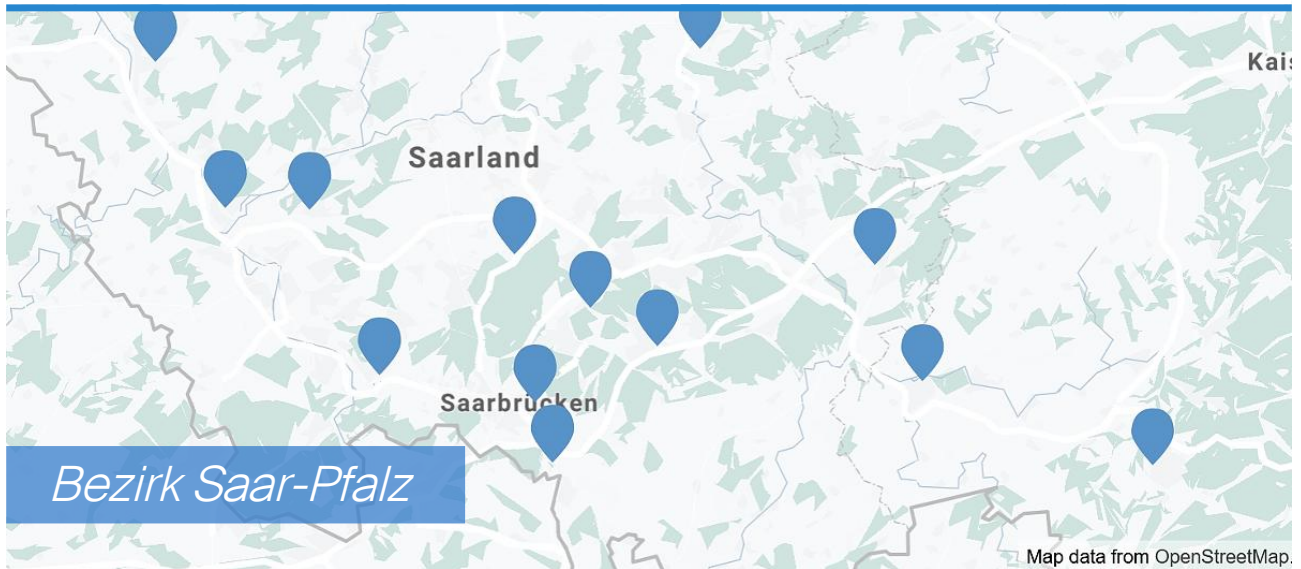 Kais
Saarland
Saarbrücken
Bezirk Saar-Pfalz
Map data from OpenStreetMap.